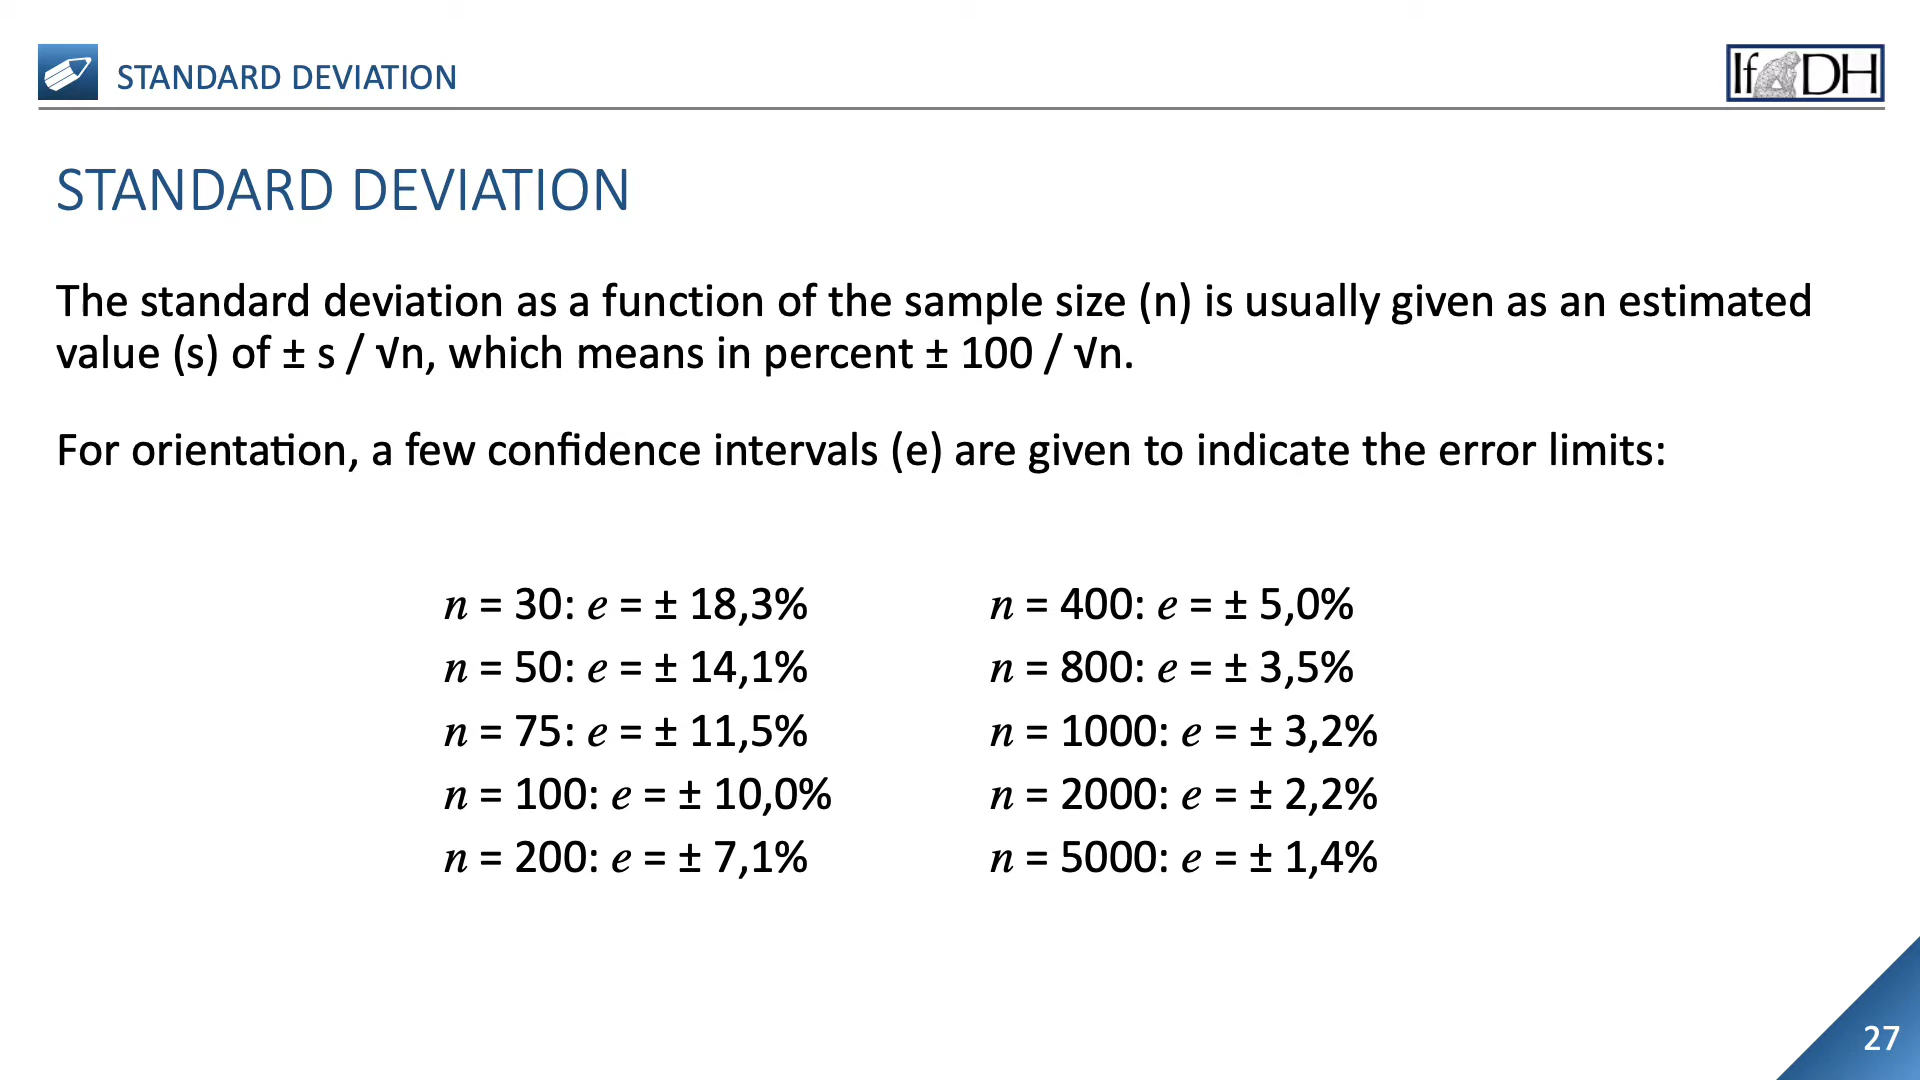 STANDARD DEVIATION
If DH
STANDARD DEVIATION
The standard deviation as a function of the sample size (n) is usually given as an estimated
value (s) of ± s / √n, which means in percent ± 100 / √n.
For orientation, a few confidence intervals (e) are given to indicate the error limits:
n = 30: e = ± 18,3%
n = 50: e = ± 14,1%
n = 75: e = ± 11,5%
n = 100: e = ± 10,0%
n = 200: e = ± 7,1%
n = 400: e = ± 5,0%
n = 800: e = ± 3,5%
n = 1000: e = ± 3,2%
n = 2000: e = ± 2,2%
n = 5000: e = ± 1,4%
27